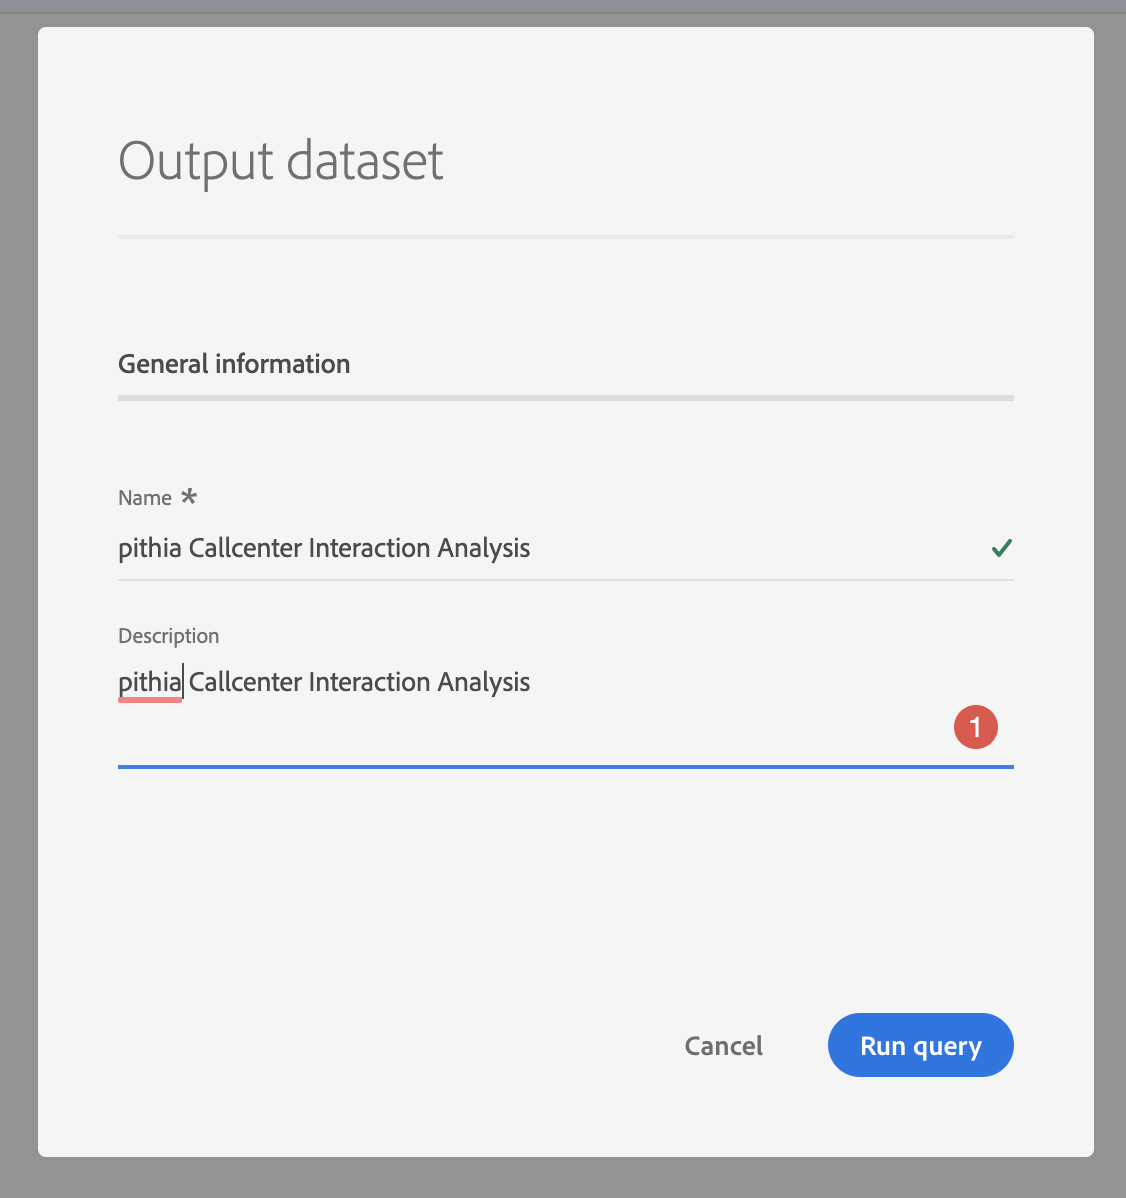 Output dataset
General information
Name *
pithia Callcenter Interaction Analysis
Description
pithia Callcenter Interaction Analysis
1
Cancel
Run query